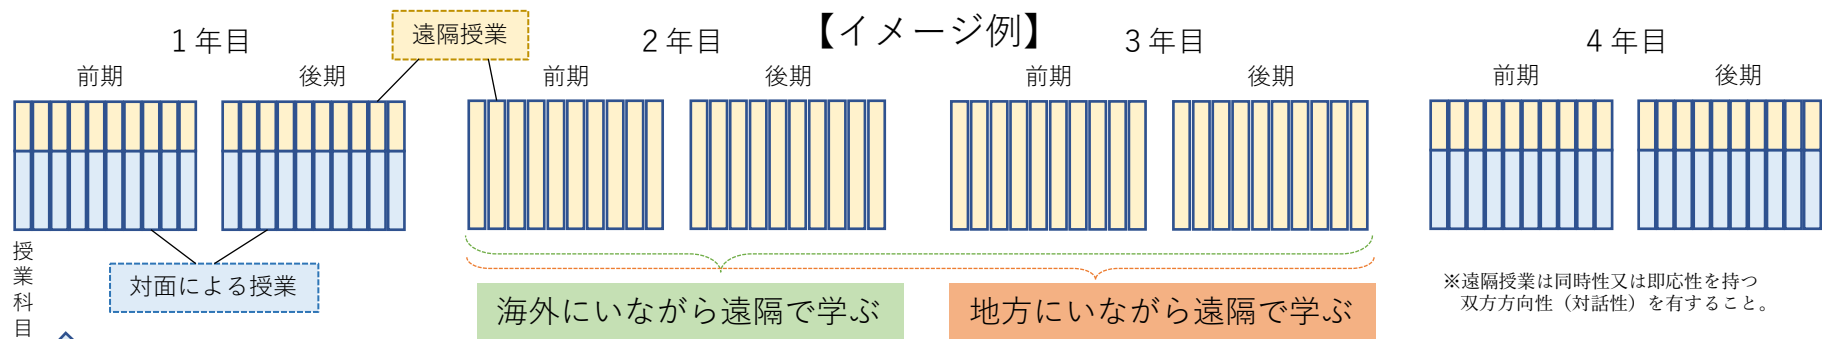 【イメージ例】
1年目
遠隔授業
2年目
3年目
4年目
前期
後期
前期
後期
前期
後期
前期
後期
授業科目
対面による授業
海外にいながら遠隔で学ぶ
地方にいながら遠隔で学ぶ
※遠隔授業は同時性又は即応性を持つ
双方方向性（対話性）を有すること。